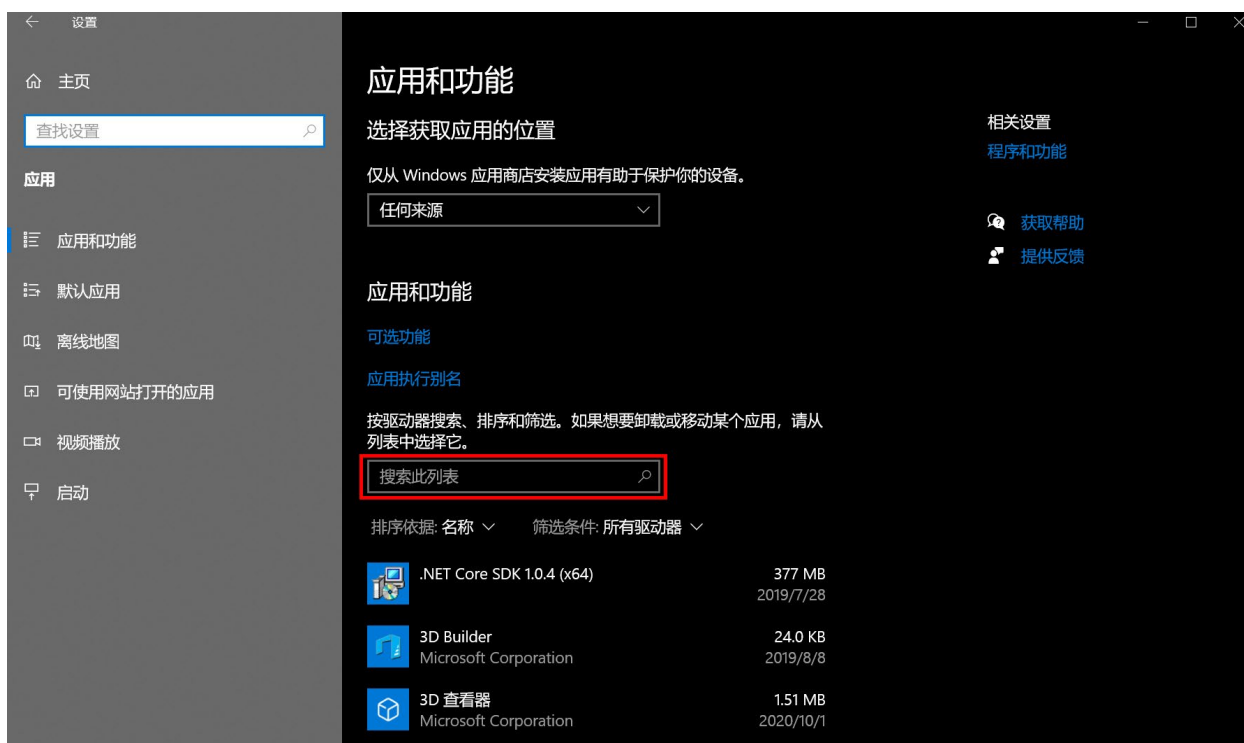 设置
主页
查找设置
应用
应用和功能
默认应用
离线地图
可使用网站打开的应用
视频播放
启动
应用和功能
选择获取应用的位置
仅从 Windows 应用商店安装应用有助于保护你的设备。
任何来源
应用和功能
可选功能
应用执行别名
按驱动器搜索、排序和筛选。如果想要卸载或移动某个应用，请从
列表中选择它。
搜索此列表
排序依据: 名称 筛选条件: 所有驱动器
.NET Core SDK 1.0.4 (x64) 377 MB
2019/7/28
3D Builder 24.0 KB
Microsoft Corporation 2019/8/8
3D 查看器 1.51 MB
Microsoft Corporation 2020/10/1
相关设置
程序和功能
获取帮助
提供反馈